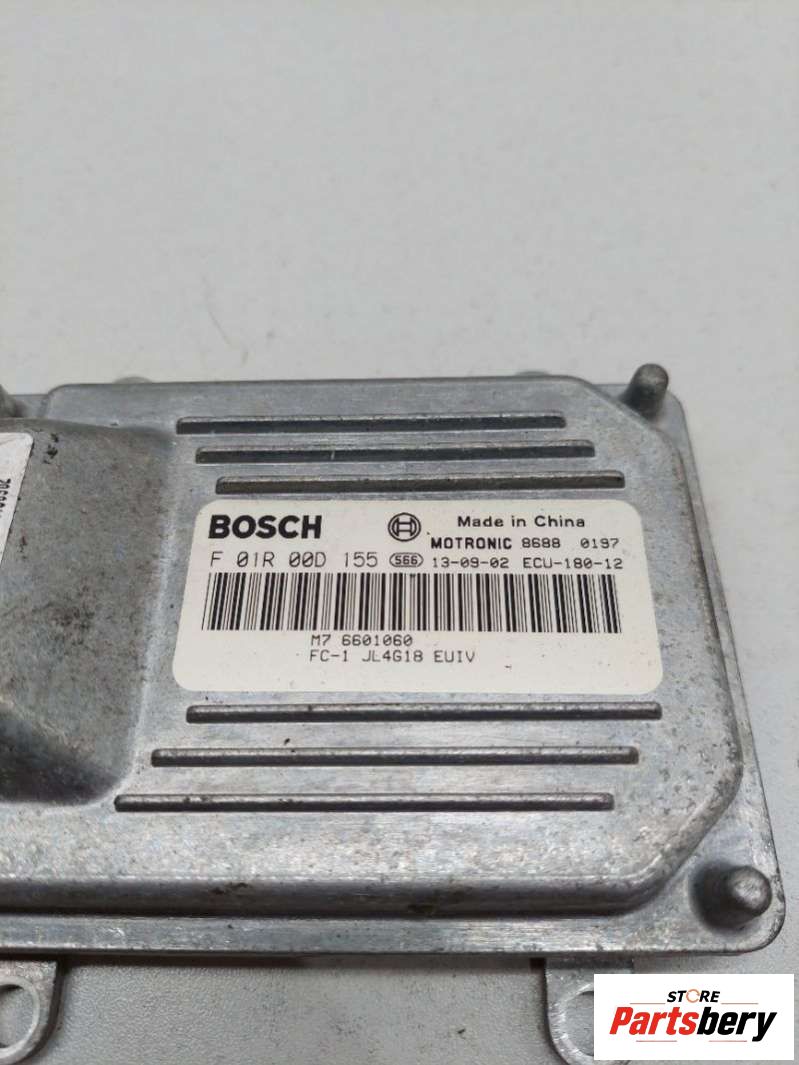 BOSCH
Made in China
MOTRONIC 8688 0197
F 01R 00D 155 S66 13-09-02 ECU-180-12
M7 6601060
FC-1 JL4G18 EUIV
STORE
Partsbery